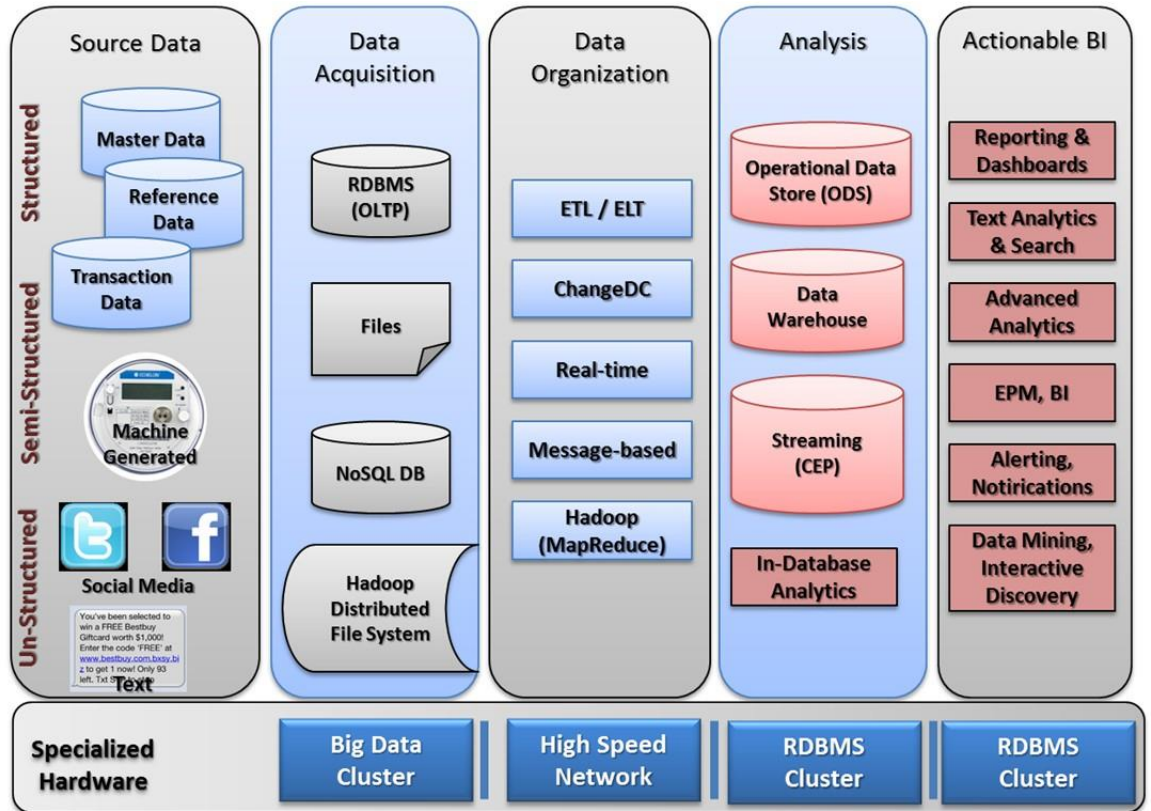 Source Data
Structured
Master Data
Reference
Data
Transaction
Data
Semi-Structured
ECHELON
Machine
Generated
Un-Structured
Social Media
You've been selected to
win a FREE Bestbuy
Giftcard worth $1,000!
Enter the code 'FREE' at
www.bestbuy.com.bxsy.bi
z to get 1 now! Only 93
left. Txt
Text
Data
Acquisition
RDBMS
(OLTP)
Files
NoSQL DB
Hadoop
Distributed
File System
Data
Organization
ETL / ELT
ChangeDC
Real-time
Message-based
Hadoop
(MapReduce)
Analysis
Operational Data
Store (ODS)
Data
Warehouse
Streaming
(CEP)
In-Database
Analytics
Actionable BI
Reporting &
Dashboards
Text Analytics
& Search
Advanced
Analytics
EPM, BI
Alerting,
Notirications
Data Mining,
Interactive
Discovery
Specialized
Hardware
Big Data
Cluster
High Speed
Network
RDBMS
Cluster
RDBMS
Cluster